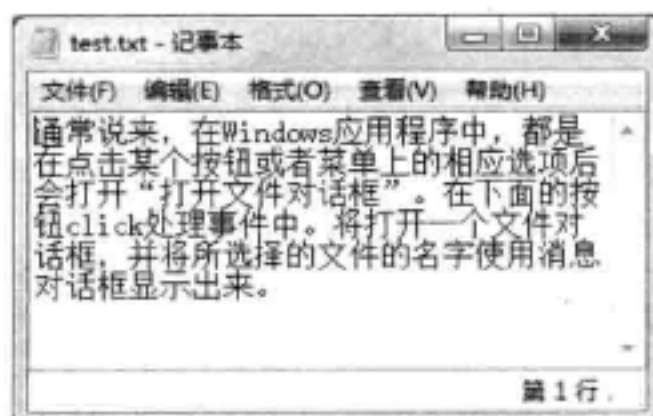 test.txt - 记事本
文件(F) 编辑(E) 格式(O) 查看(V) 帮助(H)
通常说来，在Windows应用程序中，都是
在点击某个按钮或者菜单上的相应选项后
会打开“打开文件对话框”。在下面的按
钮click处理事件中。将打开一个文件对
话框，并将所选择的文件的名字使用消息
对话框显示出来。
第 1 行